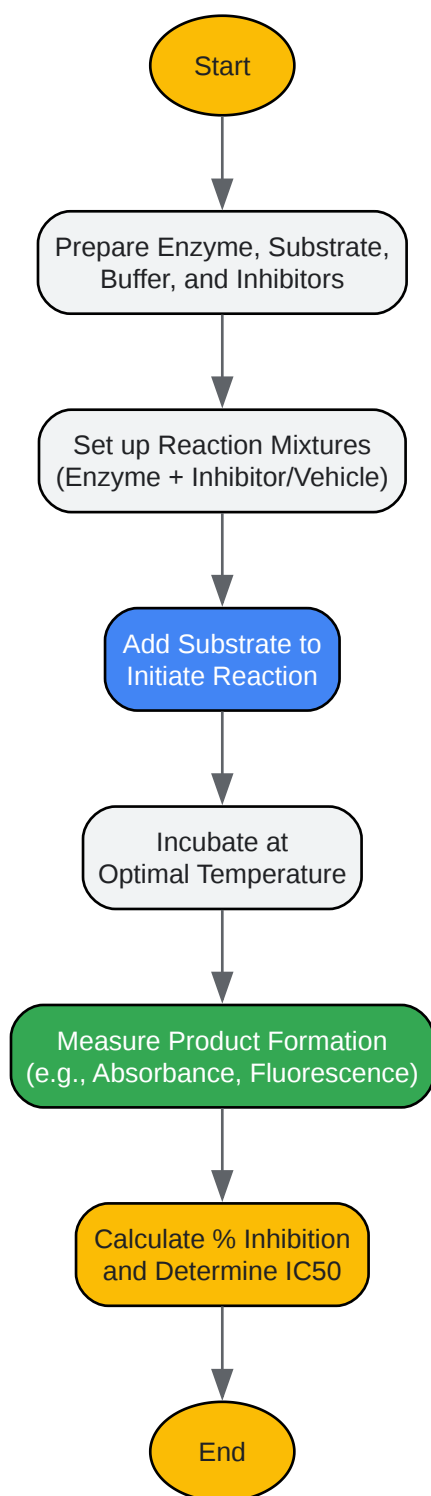 Start
Prepare Enzyme, Substrate,
Buffer, and Inhibitors
Set up Reaction Mixtures
(Enzyme + Inhibitor/Vehicle)
Add Substrate to
Initiate Reaction
Incubate at
Optimal Temperature
Measure Product Formation
(e.g., Absorbance, Fluorescence)
Calculate % Inhibition
and Determine IC50
End